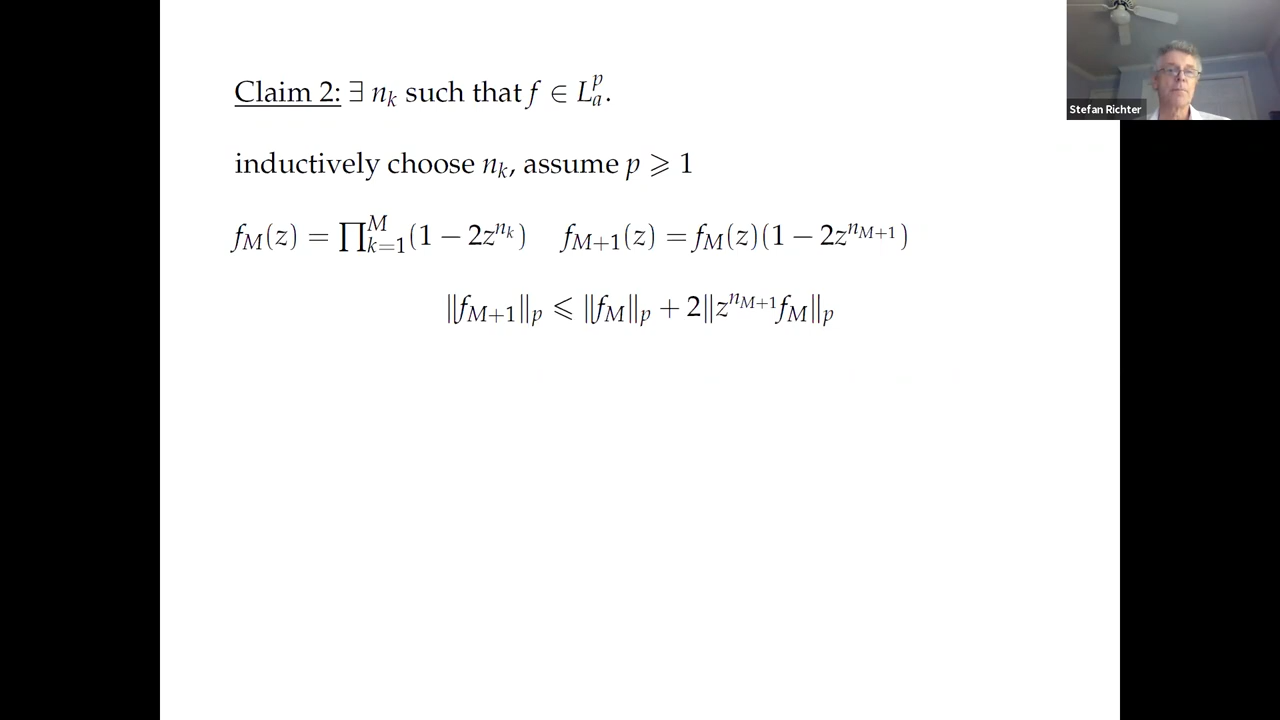 Claim 2: ∃ n_k such that f ∈ L_a^p.
inductively choose n_k, assume p ⩾ 1
f_M(z) = ∏_{k=1}^M (1 − 2z^{n_k})   f_{M+1}(z) = f_M(z)(1 − 2z^{n_{M+1}})
‖f_{M+1}‖_p ⩽ ‖f_M‖_p + 2‖z^{n_{M+1}} f_M‖_p
Stefan Richter